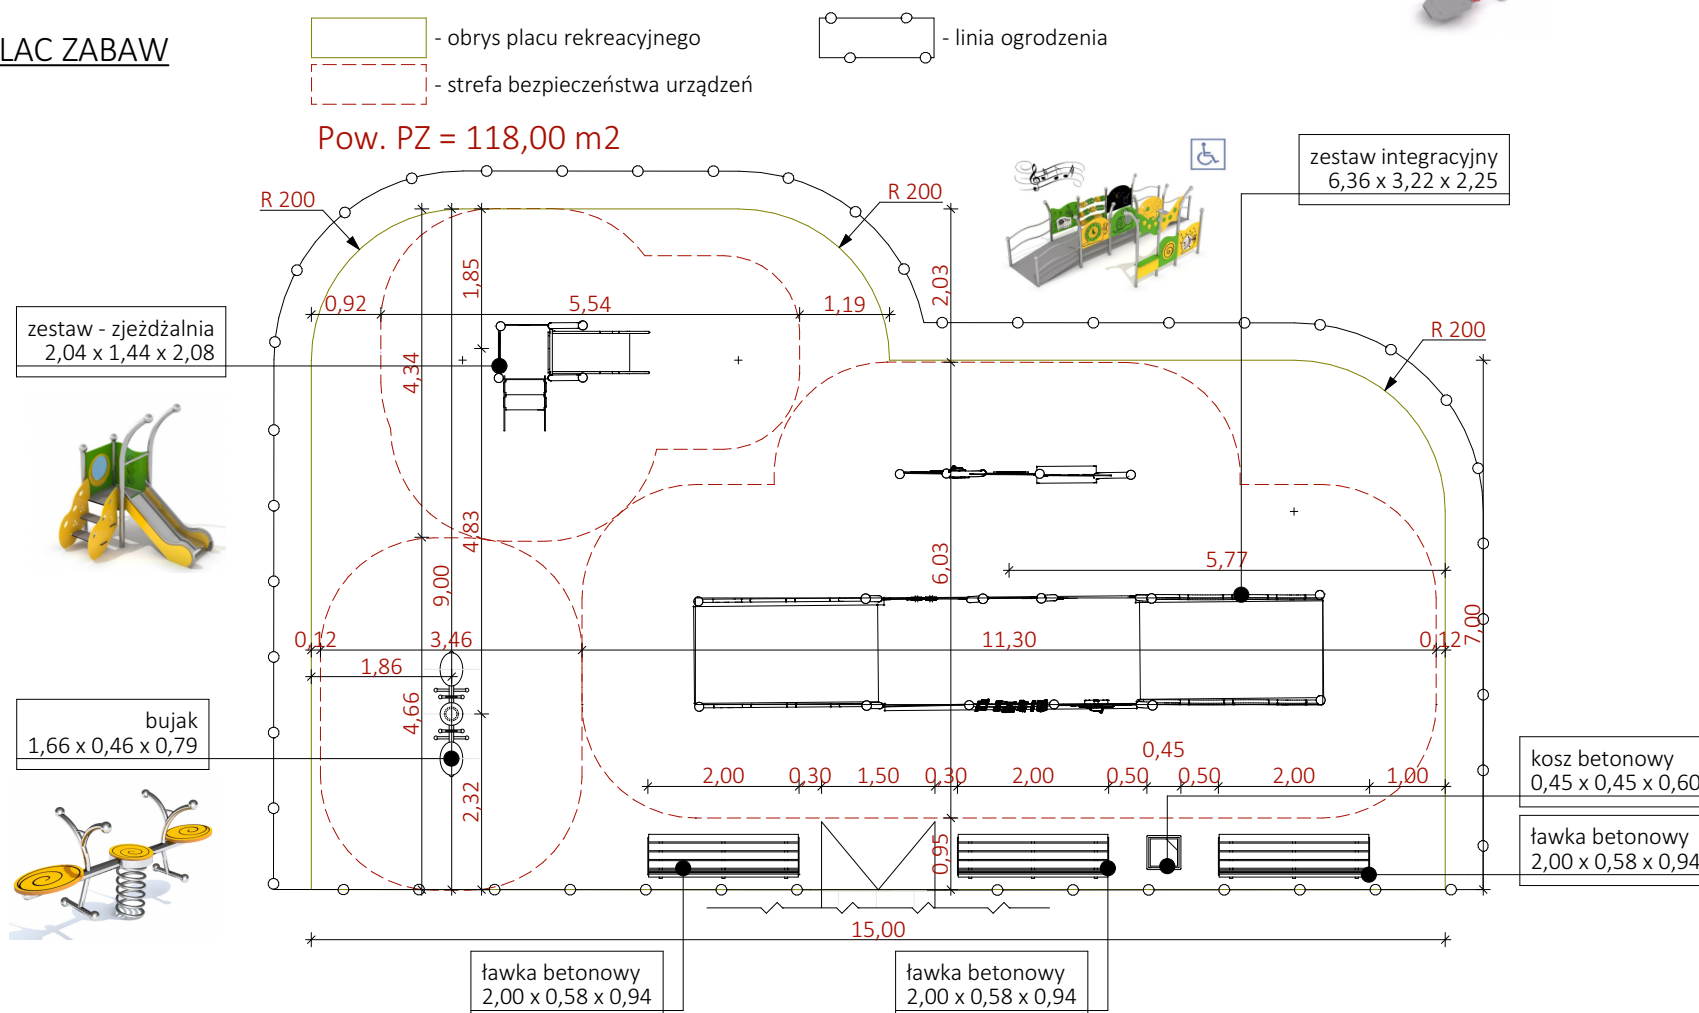 LAC ZABAW
- obrys placu rekreacyjnego
- linia ogrodzenia
- strefa bezpieczeństwa urządzeń
Pow. PZ = 118,00 m2
zestaw integracyjny
6,36 x 3,22 x 2,25
R 200
R 200
R 200
zestaw - zjeżdżalnia
2,04 x 1,44 x 2,08
1,85
2,03
0,92
5,54
1,19
4,34
4,83
9,00
6,03
5,77
7,00
0,12
3,46
11,30
0,12
1,86
4,66
bujak
1,66 x 0,46 x 0,79
2,32
0,45
2,00
0,30
1,50
0,30
2,00
0,50
0,50
2,00
1,00
kosz betonowy
0,45 x 0,45 x 0,60
0,95
ławka betonowy
2,00 x 0,58 x 0,94
15,00
ławka betonowy
2,00 x 0,58 x 0,94
ławka betonowy
2,00 x 0,58 x 0,94